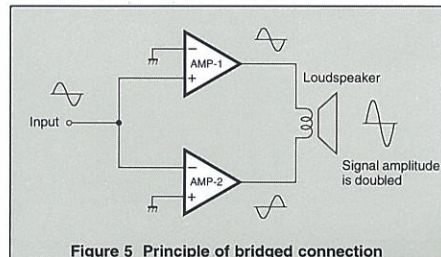 AMP-1
−
+
Loudspeaker
Input
−
AMP-2
+
Signal amplitude
is doubled
Figure 5 Principle of bridged connection